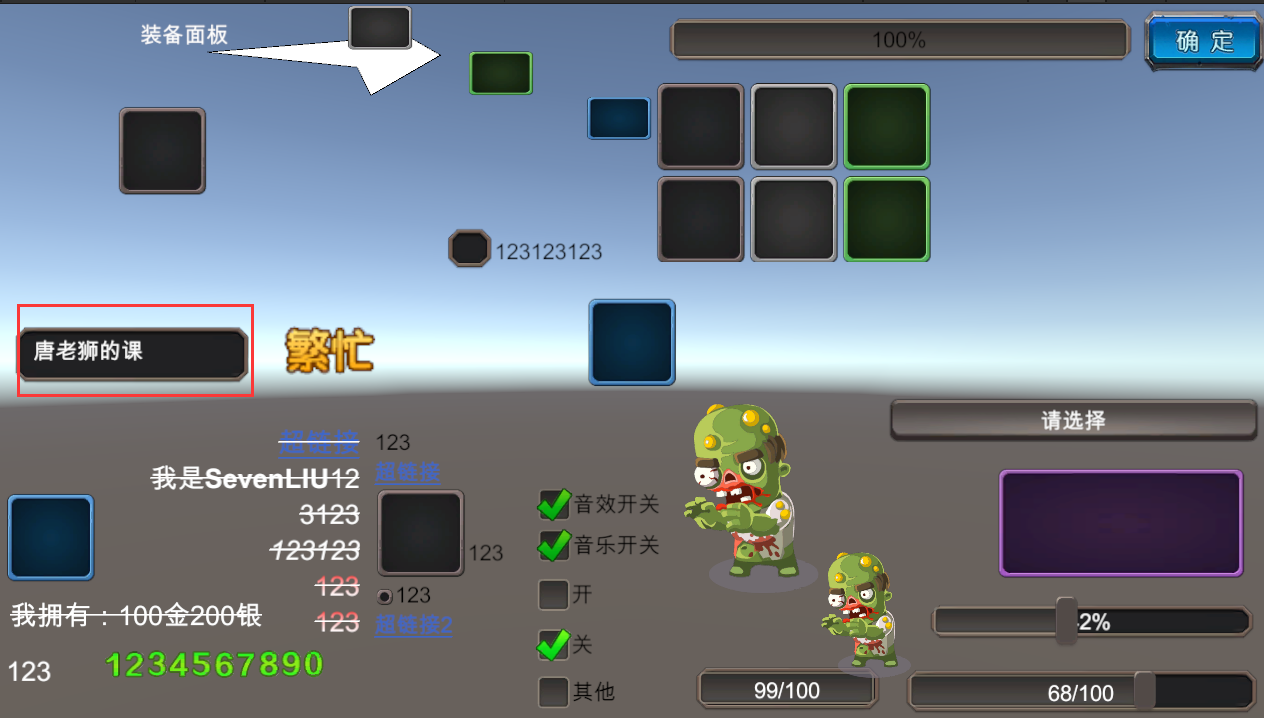 装备面板
100%
确 定
123123123
唐老狮的课
繁忙
请选择
超链接
123
我是SevenLIU12
超链接
3123
123123
123
123
123
123
超链接2
我拥有：100金200银
123
1234567890
音效开关
音乐开关
开
关
其他
2%
99/100
68/100